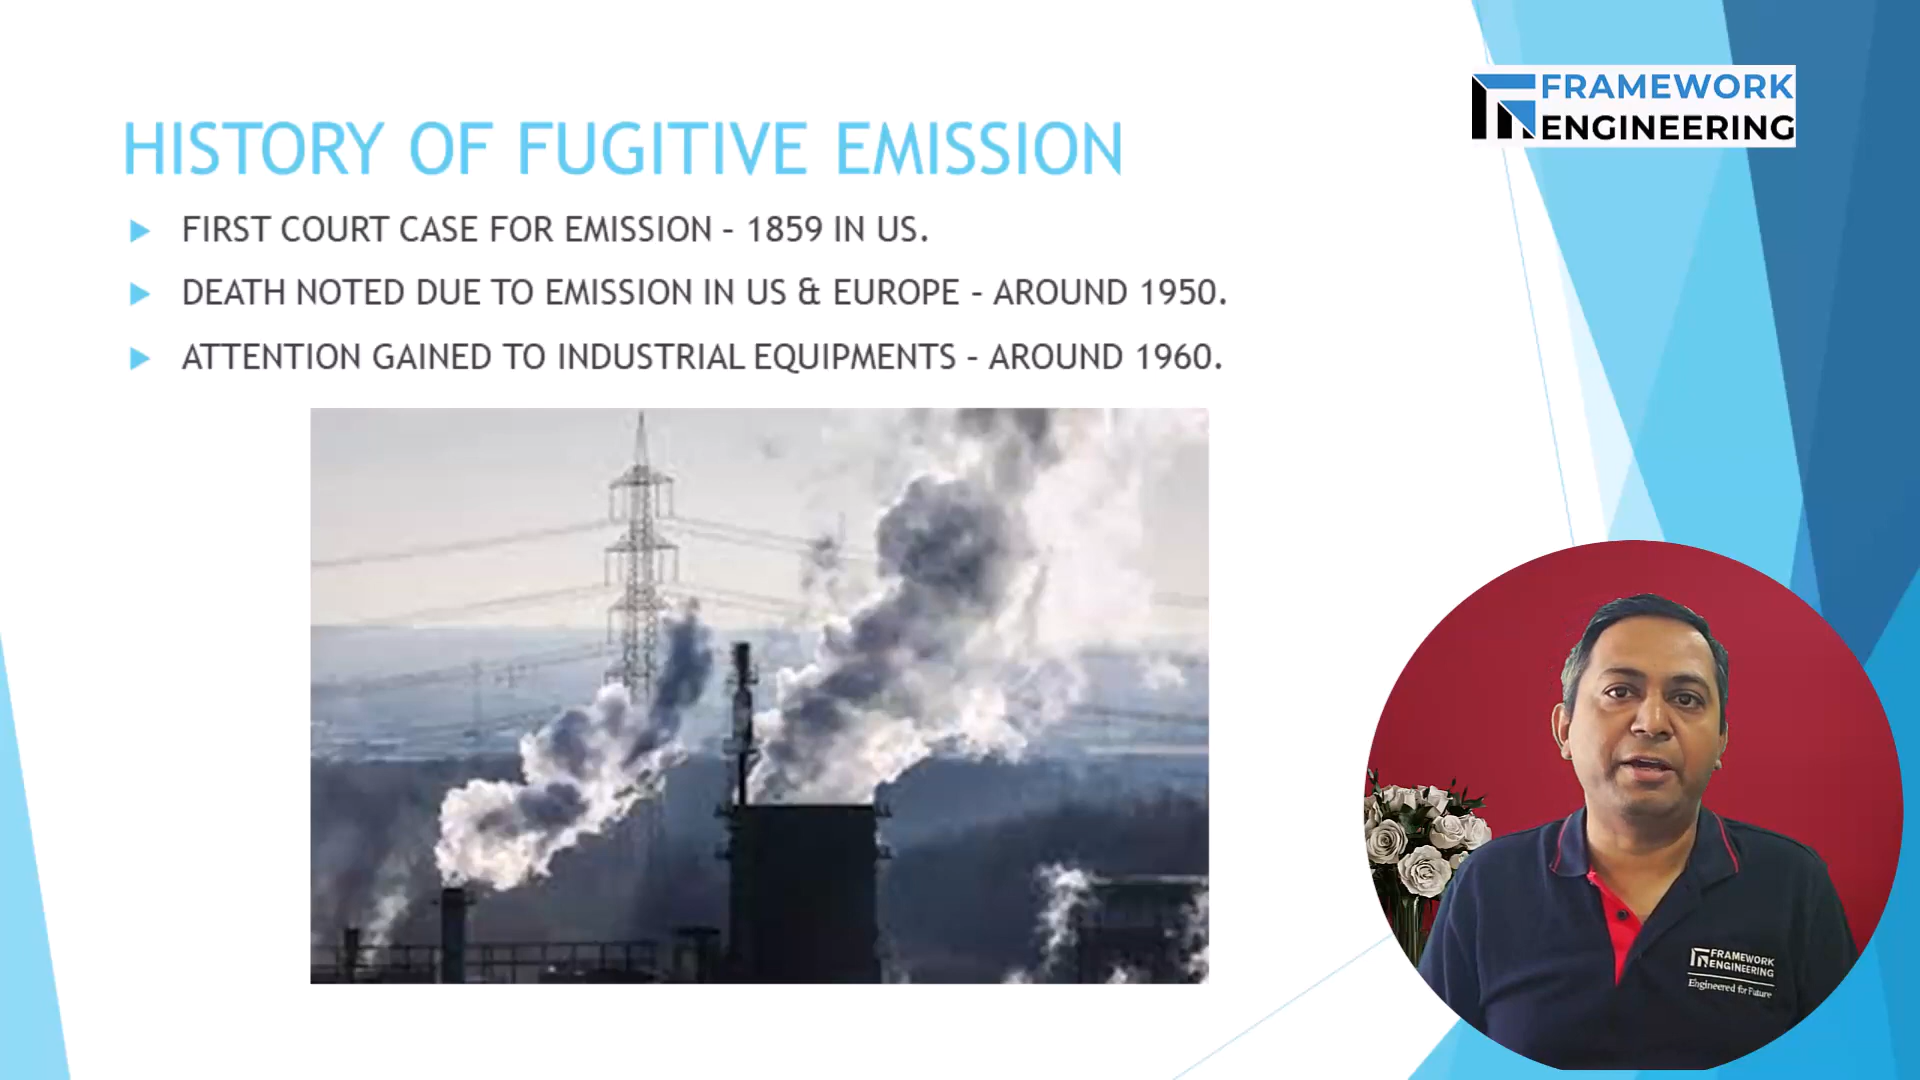 FRAMEWORK
ENGINEERING
HISTORY OF FUGITIVE EMISSION
FIRST COURT CASE FOR EMISSION – 1859 IN US.
DEATH NOTED DUE TO EMISSION IN US & EUROPE – AROUND 1950.
ATTENTION GAINED TO INDUSTRIAL EQUIPMENTS – AROUND 1960.
FRAMEWORK
ENGINEERING
Engineered for Future